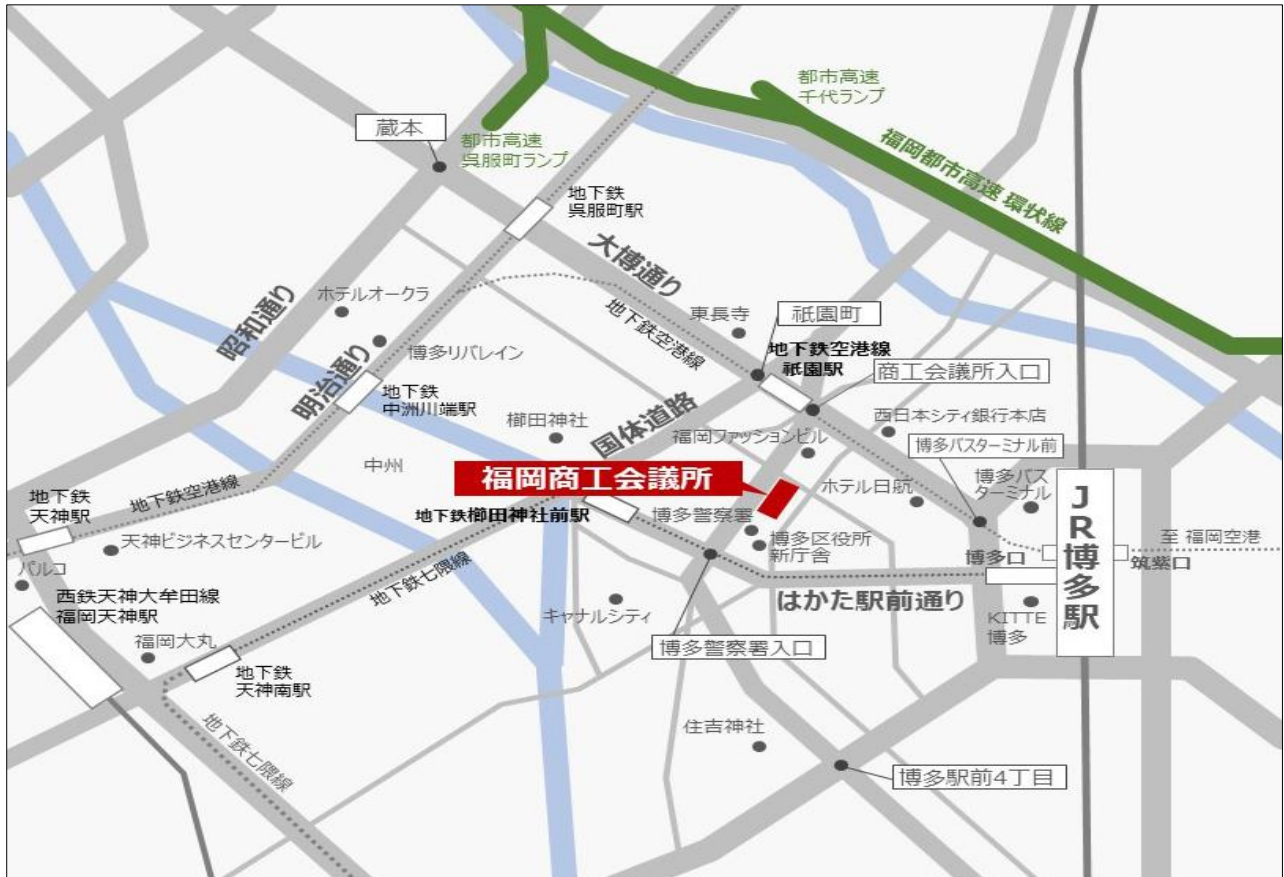 都市高速
千代ランプ
蔵本
都市高速
呉服町ランプ
福岡都市高速 環状線
地下鉄
呉服町駅
大博通り
ホテルオークラ
昭和通り
地下鉄空港線
東長寺
祇園町
博多リバレイン
明治通り
地下鉄空港線
祇園駅
商工会議所入口
地下鉄
中洲川端駅
櫛田神社
国体道路
西日本シティ銀行本店
福岡ファッションビル
博多バスターミナル前
中州
福岡商工会議所
地下鉄空港線
地下鉄
天神駅
ホテル日航
博多バス
ターミナル
JR博多駅
地下鉄櫛田神社前駅
博多警察署
天神ビジネスセンタービル
博多区役所
新庁舎
至 福岡空港
博多口
筑紫口
パルコ
地下鉄七隈線
西鉄天神大牟田線
福岡天神駅
はかた駅前通り
キャナルシティ
KITTE
博多
福岡大丸
博多警察署入口
地下鉄
天神南駅
地下鉄七隈線
住吉神社
博多駅前4丁目